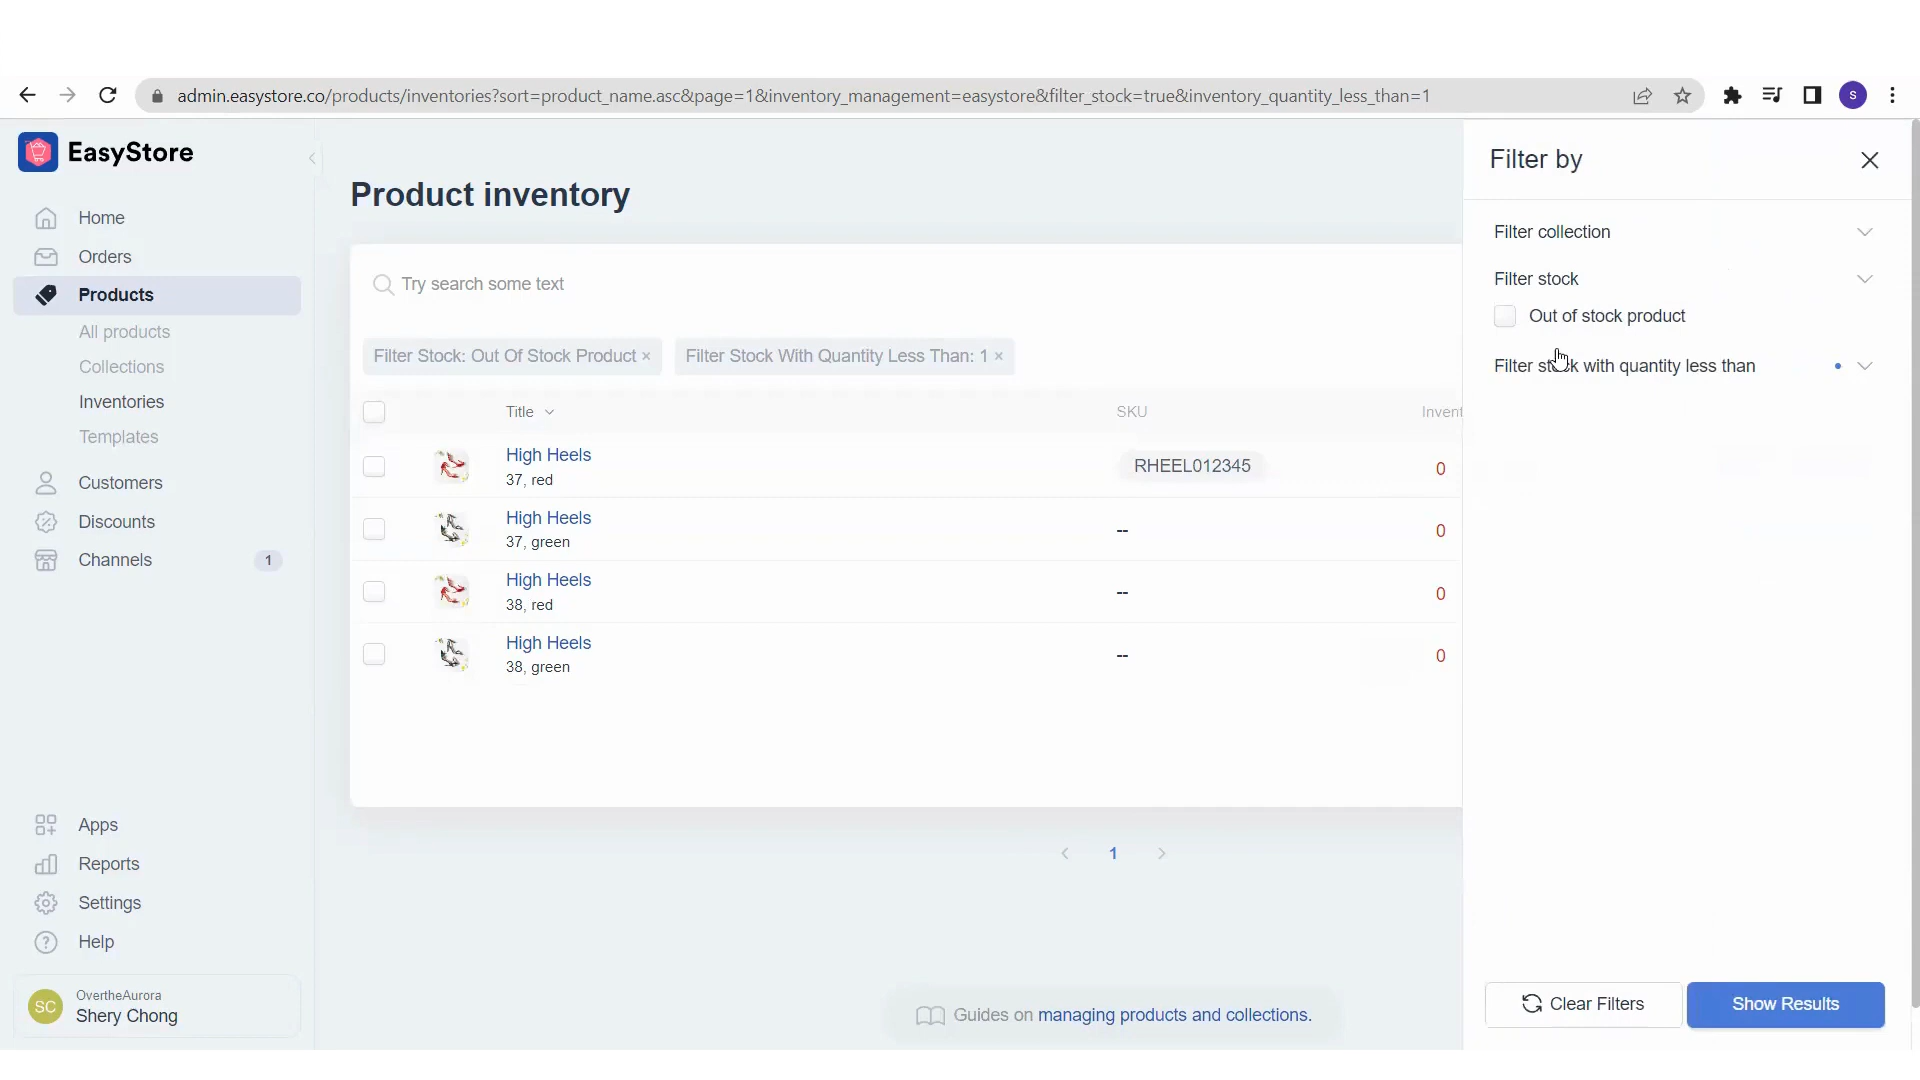 admin.easystore.co/products/inventories?sort=product_name.asc&page=1&inventory_management=easystore&filter_stock=true&inventory_quantity_less_than=1
S
EasyStore
Home
Orders
Products
All products
Collections
Inventories
Templates
Customers
Discounts
Channels 1
Apps
Reports
Settings
Help
SC
OvertheAurora
Shery Chong
Product inventory
Try search some text
Filter Stock: Out Of Stock Product × Filter Stock With Quantity Less Than: 1 ×
Title SKU Invent
High Heels
37, red
RHEEL012345 0
High Heels
37, green
-- 0
High Heels
38, red
-- 0
High Heels
38, green
-- 0
1
Guides on managing products and collections.
Filter by
Filter collection
Filter stock
Out of stock product
Filter stock with quantity less than
Clear Filters Show Results